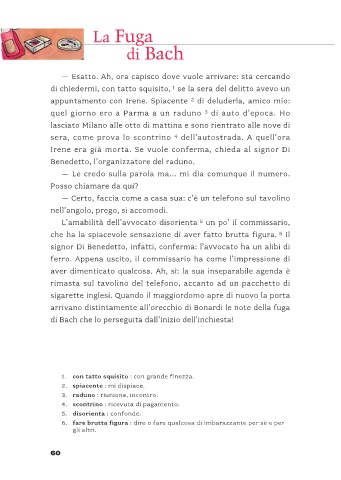 La Fuga
di Bach
— Esatto. Ah, ora capisco dove vuole arrivare: sta cercando
di chiedermi, con tatto squisito, 1 se la sera del delitto avevo un
appuntamento con Irene. Spiacente 2 di deluderla, amico mio:
quel giorno ero a Parma a un raduno 3 di auto d'epoca. Ho
lasciato Milano alle otto di mattina e sono rientrato alle nove di
sera, come prova lo scontrino 4 dell'autostrada. A quell'ora
Irene era già morta. Se vuole conferma, chieda al signor Di
Benedetto, l'organizzatore del raduno.
— Le credo sulla parola ma... mi dia comunque il numero.
Posso chiamare da qui?
— Certo, faccia come a casa sua: c'è un telefono sul tavolino
nell'angolo, prego, si accomodi.
L'amabilità dell'avvocato disorienta 5 un po' il commissario,
che ha la spiacevole sensazione di aver fatto brutta figura. 6 Il
signor Di Benedetto, infatti, conferma: l'avvocato ha un alibi di
ferro. Appena uscito, il commissario ha come l'impressione di
aver dimenticato qualcosa. Ah, sì: la sua inseparabile agenda è
rimasta sul tavolino del telefono, accanto ad un pacchetto di
sigarette inglesi. Quando il maggiordomo apre di nuovo la porta
arrivano distintamente all'orecchio di Bonardi le note della fuga
di Bach che lo perseguita dall'inizio dell'inchiesta!
1. con tatto squisito : con grande finezza.
2. spiacente : mi dispiace.
3. raduno : riunione, incontro.
4. scontrino : ricevuta di pagamento.
5. disorienta : confonde.
6. fare brutta figura : dire o fare qualcosa di imbarazzante per sé e per
gli altri.
60